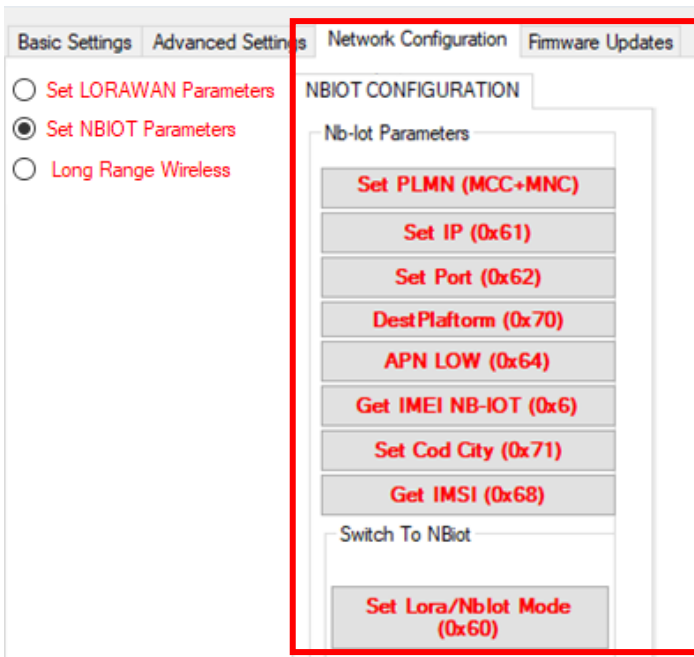 Basic Settings Advanced Settings Network Configuration Firmware Updates
Set LORAWAN Parameters
Set NBIOT Parameters
Long Range Wireless
NBIOT CONFIGURATION
Nb-Iot Parameters
Set PLMN (MCC+MNC)
Set IP (0x61)
Set Port (0x62)
DestPlaftorm (0x70)
APN LOW (0x64)
Get IMEI NB-IOT (0x6)
Set Cod City (0x71)
Get IMSI (0x68)
Switch To NBiot
Set Lora/NbIot Mode
(0x60)